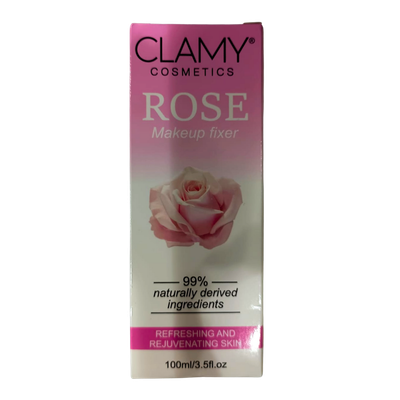 CLAMY®
COSMETICS
ROSE
Makeup fixer
99%
naturally derived
ingredients
REFRESHING AND
REJUVENATING SKIN
100ml/3.5fl.oz